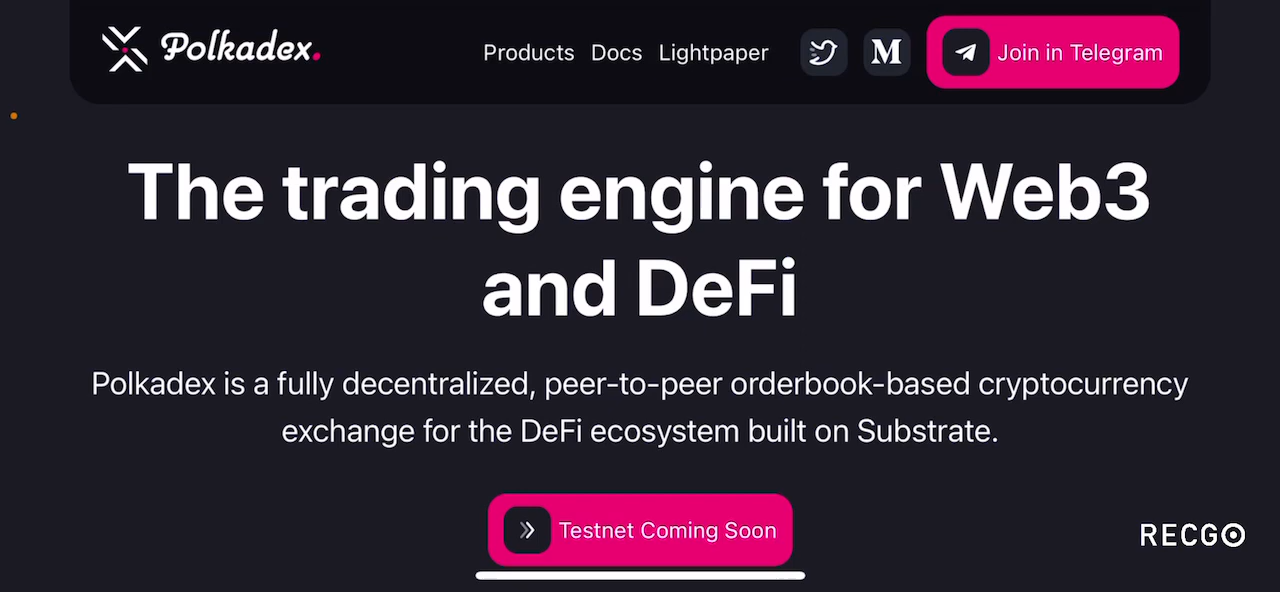 Polkadex.
Products Docs Lightpaper M Join in Telegram
The trading engine for Web3
and DeFi
Polkadex is a fully decentralized, peer-to-peer orderbook-based cryptocurrency
exchange for the DeFi ecosystem built on Substrate.
Testnet Coming Soon
RECGO